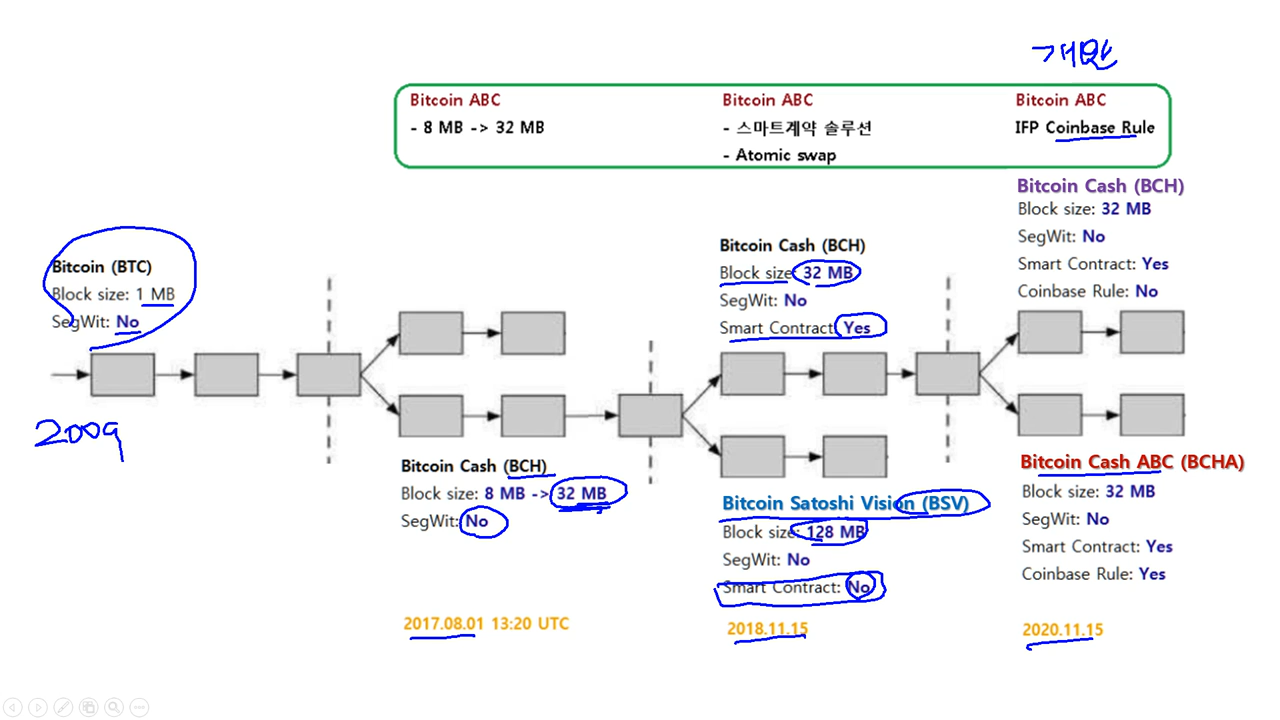 개발
Bitcoin ABC
- 8 MB -> 32 MB
Bitcoin ABC
- 스마트계약 솔루션
- Atomic swap
Bitcoin ABC
IFP Coinbase Rule
Bitcoin Cash (BCH)
Block size: 32 MB
SegWit: No
Smart Contract: Yes
Coinbase Rule: No
Bitcoin (BTC)
Block size: 1 MB
SegWit: No
Bitcoin Cash (BCH)
Block size: 32 MB
SegWit: No
Smart Contract: Yes
2009
Bitcoin Cash (BCH)
Block size: 8 MB -> 32 MB
SegWit: No
Bitcoin Satoshi Vision (BSV)
Block size: 128 MB
SegWit: No
Smart Contract: No
Bitcoin Cash ABC (BCHA)
Block size: 32 MB
SegWit: No
Smart Contract: Yes
Coinbase Rule: Yes
2017.08.01 13:20 UTC
2018.11.15
2020.11.15